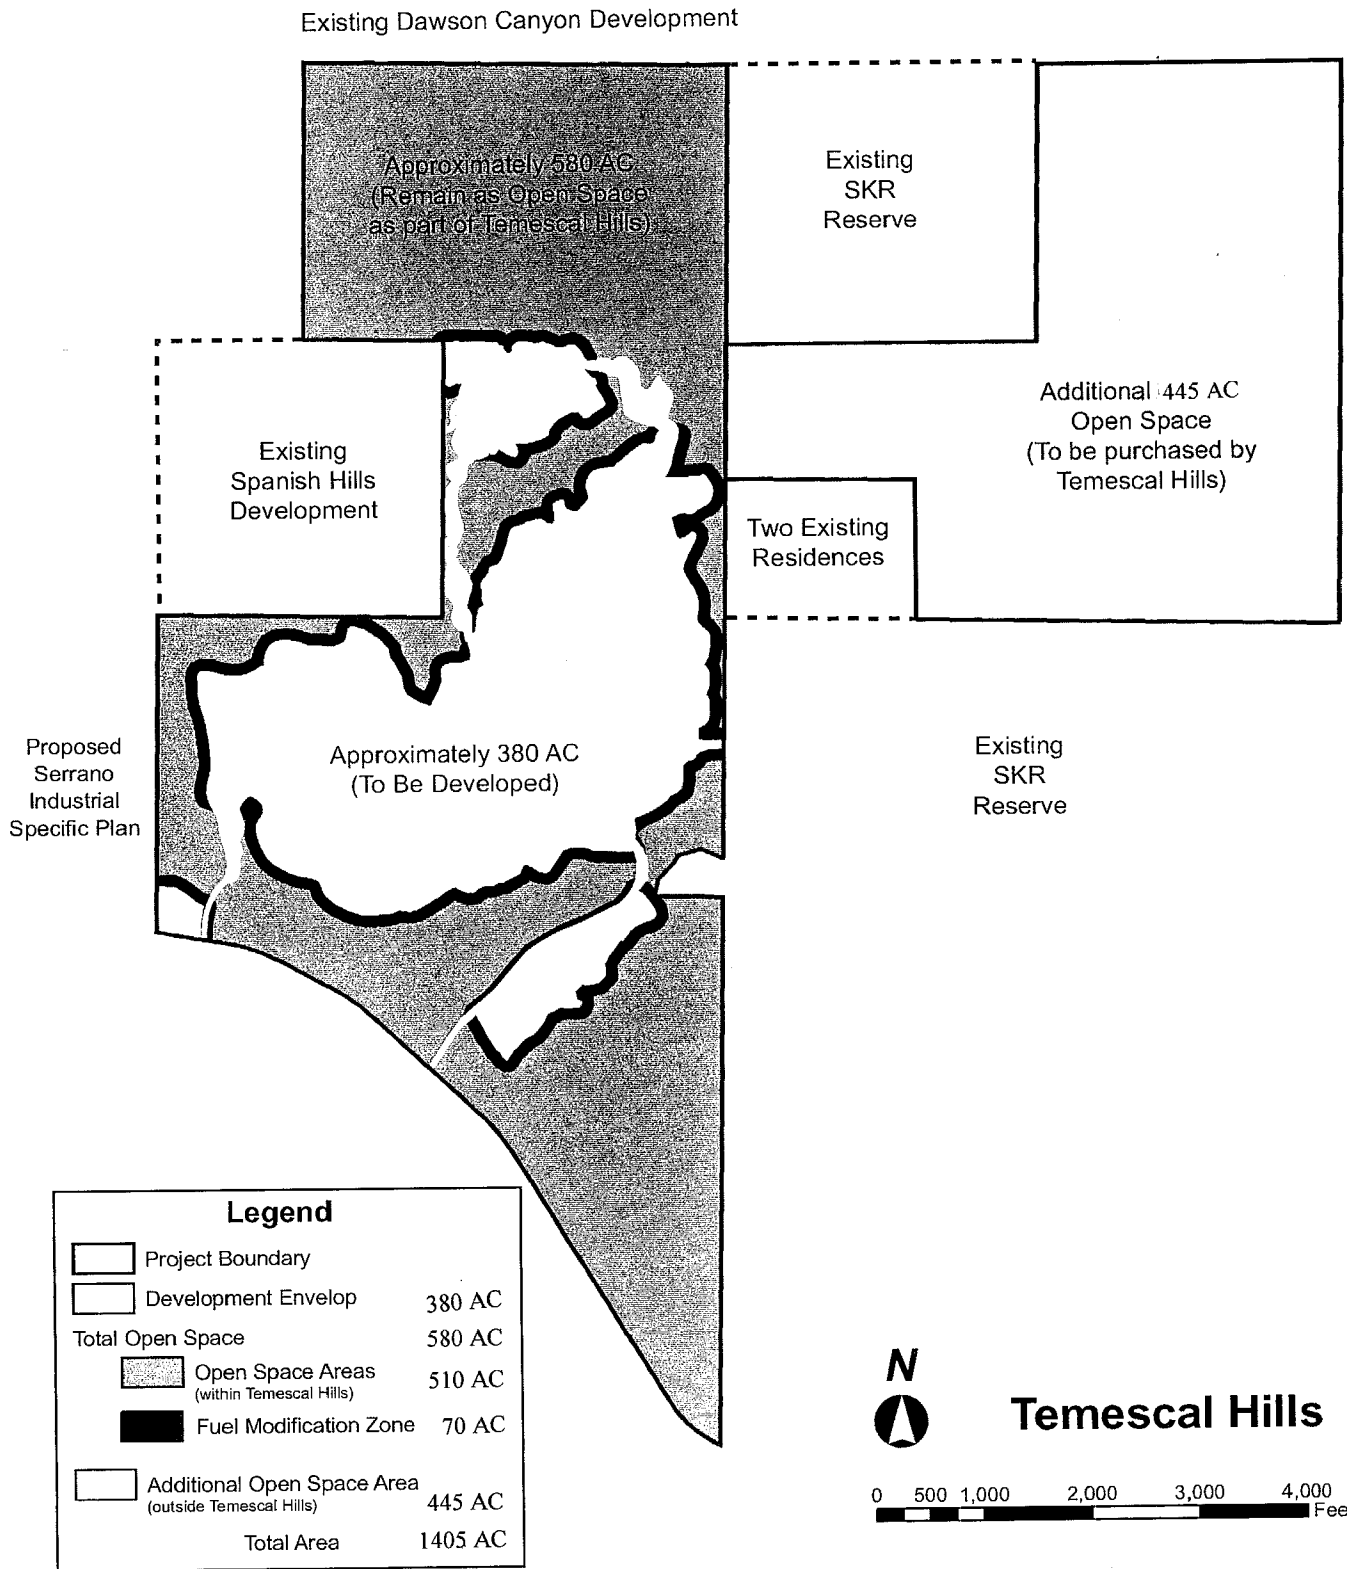 Existing Dawson Canyon Development
Approximately 580 AC
(Remain as Open Space
as part of Temescal Hills)
Existing
SKR
Reserve
Additional 445 AC
Open Space
(To be purchased by
Temescal Hills)
Existing
Spanish Hills
Development
Two Existing
Residences
Proposed
Serrano
Industrial
Specific Plan
Approximately 380 AC
(To Be Developed)
Existing
SKR
Reserve
Legend
Project Boundary
Development Envelop 380 AC
Total Open Space 580 AC
Open Space Areas 510 AC
(within Temescal Hills)
Fuel Modification Zone 70 AC
Additional Open Space Area
(outside Temescal Hills) 445 AC
Total Area 1405 AC
N
Temescal Hills
0 500 1,000 2,000 3,000 4,000
Fee